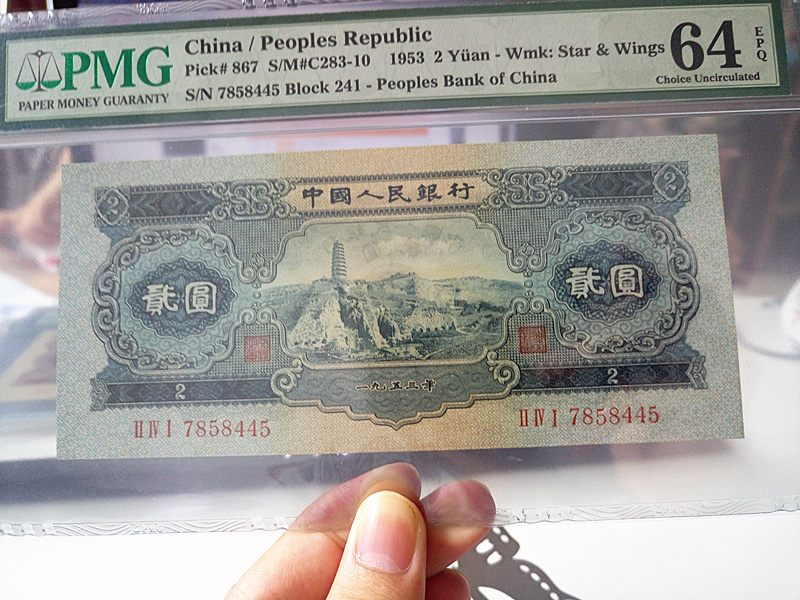 PMG
PAPER MONEY GUARANTY
China / Peoples Republic
Pick# 867 S/M#C283-10 1953 2 Yüan - Wmk: Star & Wings
S/N 7858445 Block 241 - Peoples Bank of China
64
EPQ
Choice Uncirculated
2
中國人民銀行
2
貳圓
貳圓
一九五三年
2
2
II IV I 7858445
II IV I 7858445